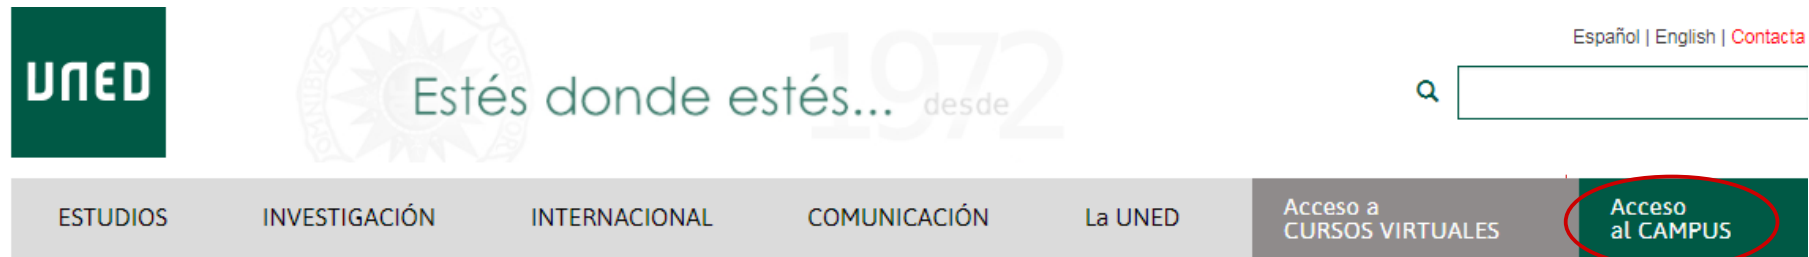 Español | English | Contacta
UNED
Estés donde estés... desde 1972
ESTUDIOS
INVESTIGACIÓN
INTERNACIONAL
COMUNICACIÓN
La UNED
Acceso a
CURSOS VIRTUALES
Acceso
al CAMPUS